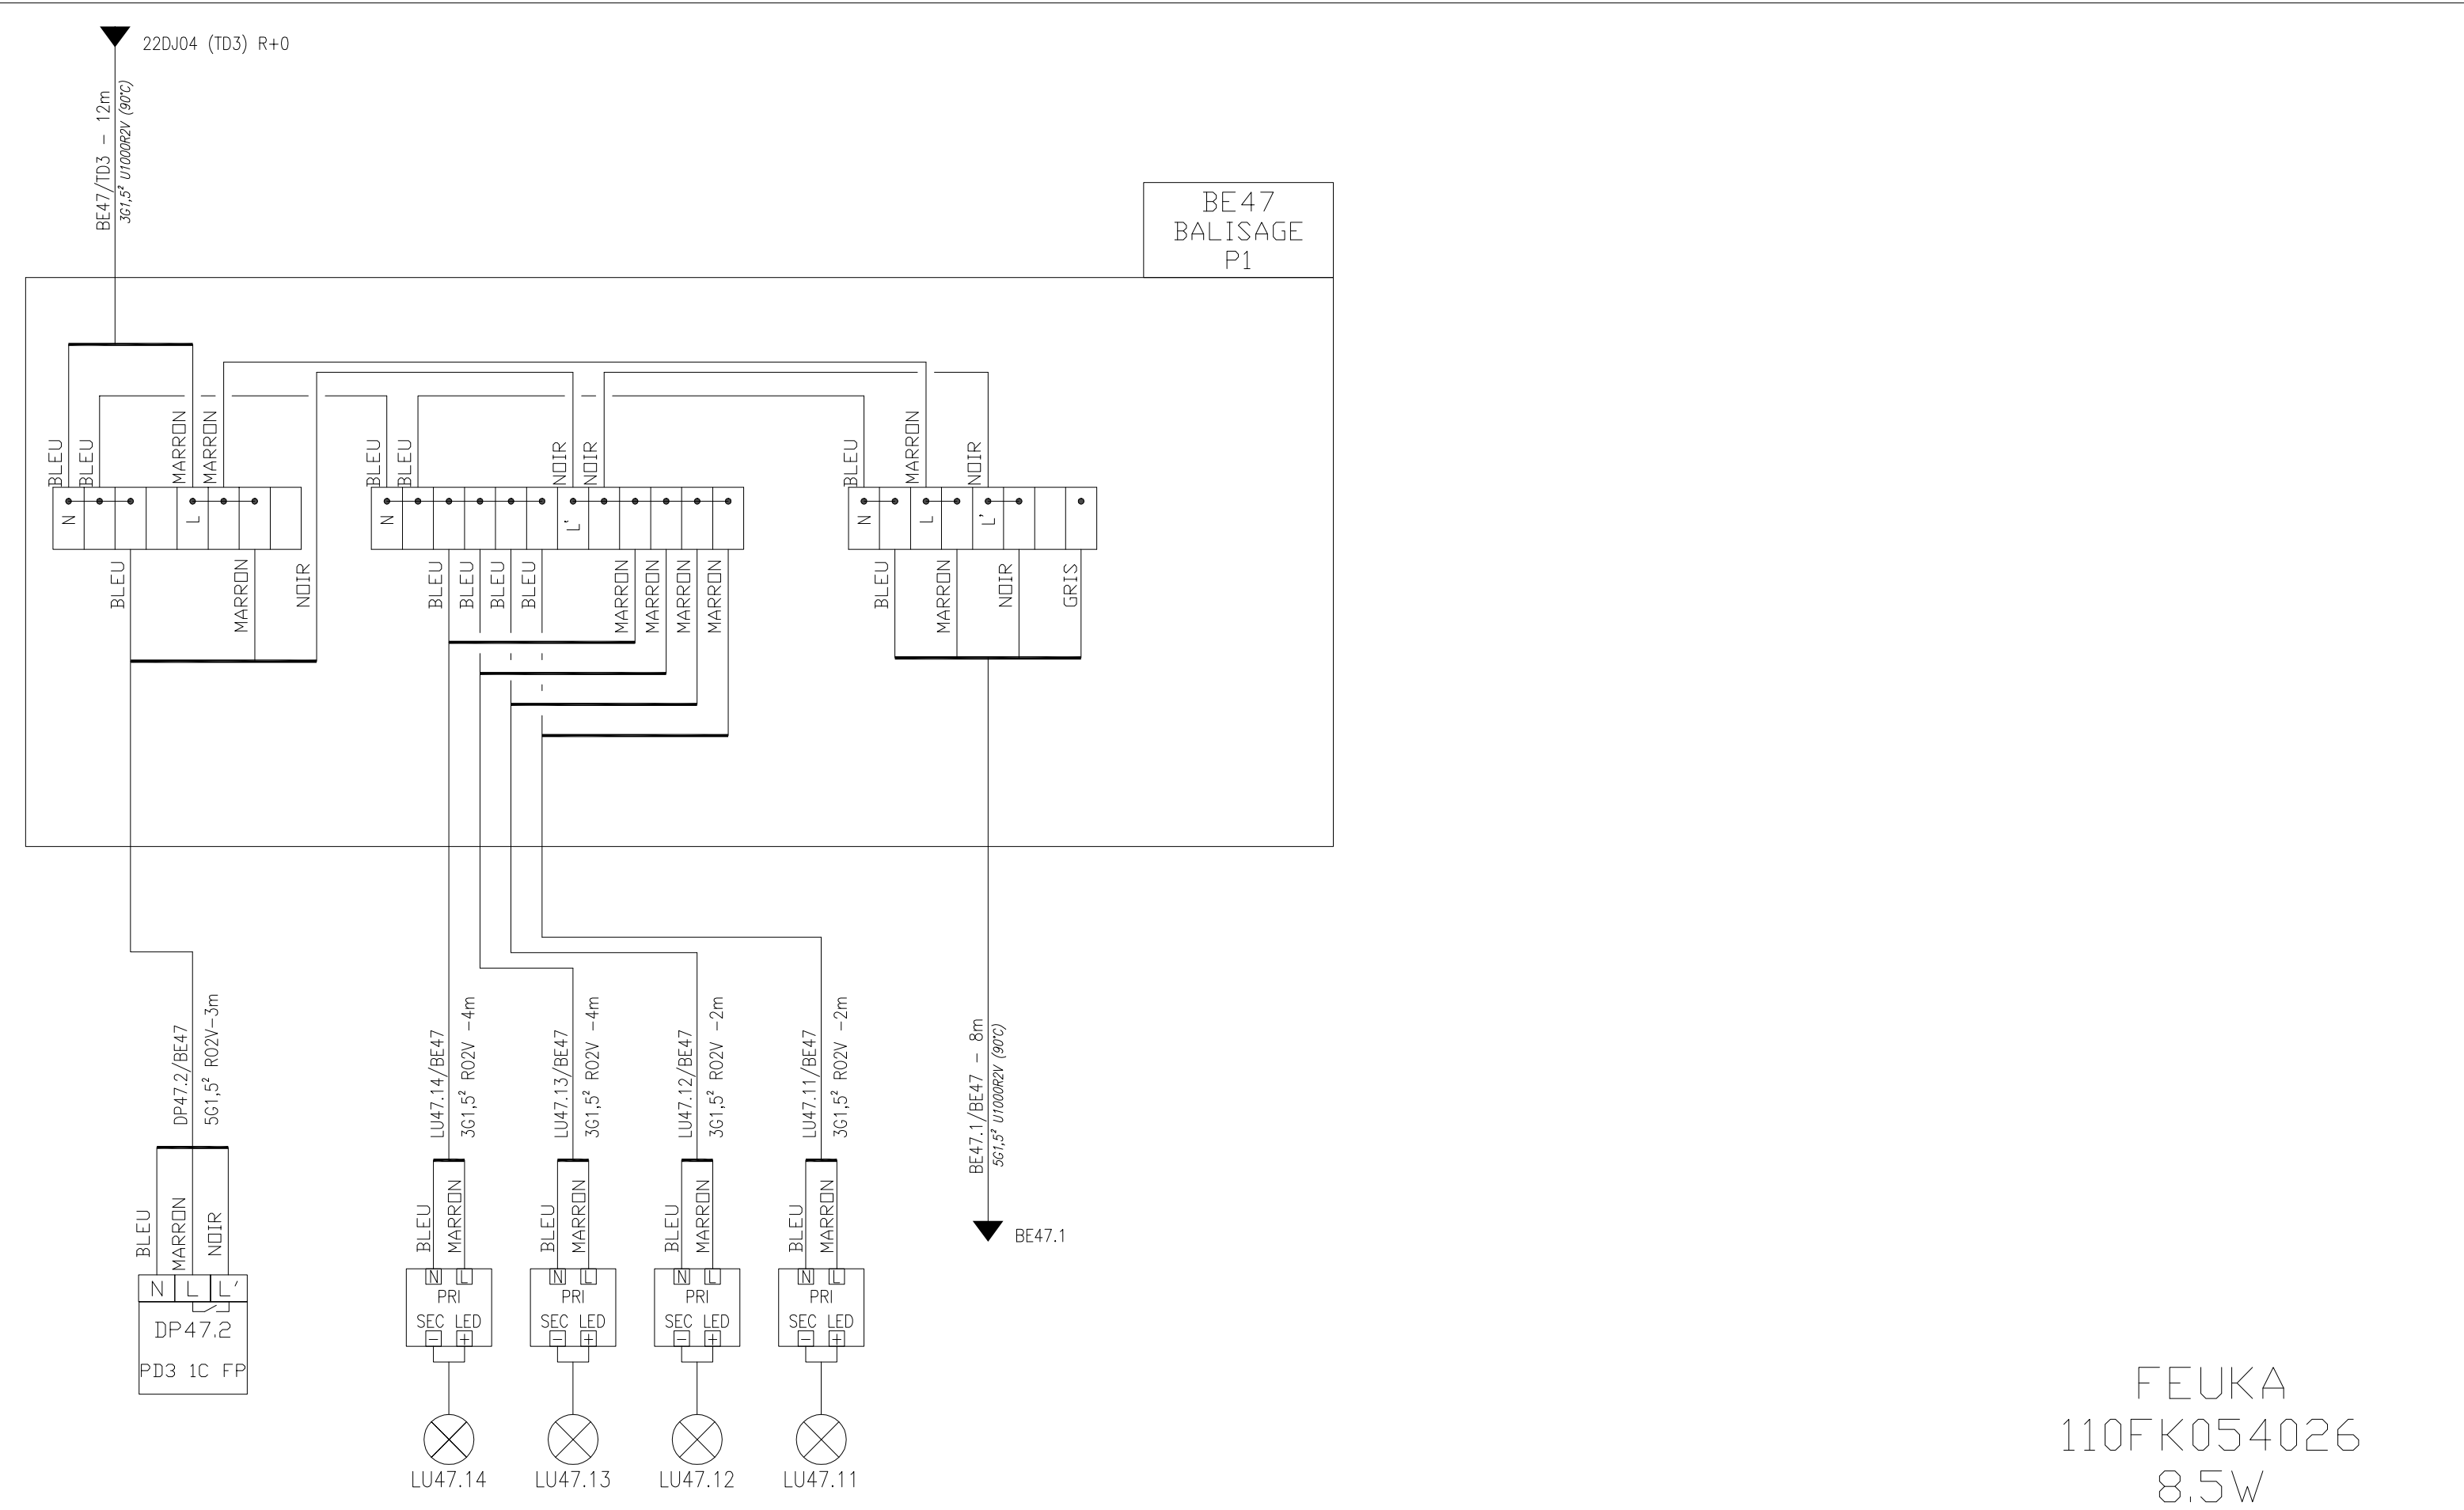 22DJ04 (TD3) R+0
BE47/TD3 - 12m
3G1,5² U1000R2V (90°C)
BE47
BALISAGE
P1
BLEU
BLEU
MARRON
MARRON
BLEU
BLEU
NOIR
NOIR
BLEU
MARRON
NOIR
N
L
N
L'
N
L
L'
BLEU
MARRON
NOIR
BLEU
BLEU
BLEU
BLEU
MARRON
MARRON
MARRON
MARRON
BLEU
MARRON
NOIR
GRIS
DP47.2/BE47
5G1,5² R02V-3m
LU47.14/BE47
3G1,5² R02V -4m
LU47.13/BE47
3G1,5² R02V -4m
LU47.12/BE47
3G1,5² R02V -2m
LU47.11/BE47
3G1,5² R02V -2m
BE47.1/BE47 - 8m
5G1,5² U1000R2V (90°C)
BE47.1
BLEU
MARRON
NOIR
BLEU
MARRON
BLEU
MARRON
BLEU
MARRON
BLEU
MARRON
N L L'
DP47.2
PD3 1C FP
N L
PRI
SEC LED
- +
N L
PRI
SEC LED
- +
N L
PRI
SEC LED
- +
N L
PRI
SEC LED
- +
LU47.14
LU47.13
LU47.12
LU47.11
FEUKA
110FK054026
8.5W